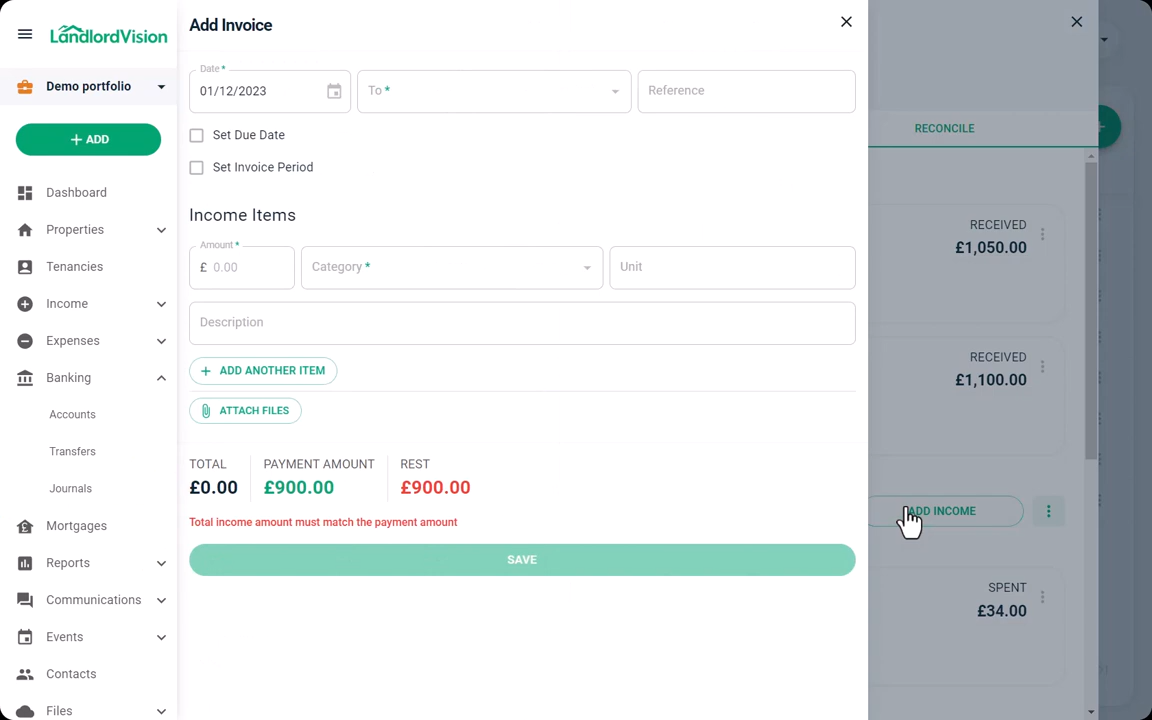 LandlordVision
Demo portfolio
+ ADD
Dashboard
Properties
Tenancies
Income
Expenses
Banking
Accounts
Transfers
Journals
Mortgages
Reports
Communications
Events
Contacts
Files
Add Invoice
Date *
01/12/2023
To *
Reference
Set Due Date
Set Invoice Period
Income Items
Amount *
£ 0.00
Category *
Unit
Description
+ ADD ANOTHER ITEM
ATTACH FILES
TOTAL
£0.00
PAYMENT AMOUNT
£900.00
REST
£900.00
Total income amount must match the payment amount
SAVE
RECONCILE
RECEIVED
£1,050.00
RECEIVED
£1,100.00
ADD INCOME
SPENT
£34.00